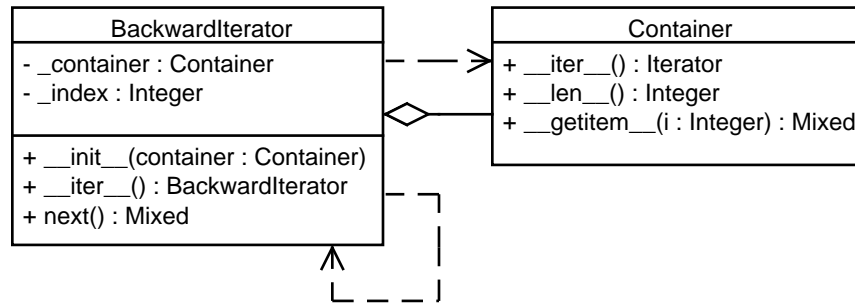 BackwardIterator
- _container : Container
- _index : Integer
+ __init__(container : Container)
+ __iter__() : BackwardIterator
+ next() : Mixed
Container
+ __iter__() : Iterator
+ __len__() : Integer
+ __getitem__(i : Integer) : Mixed